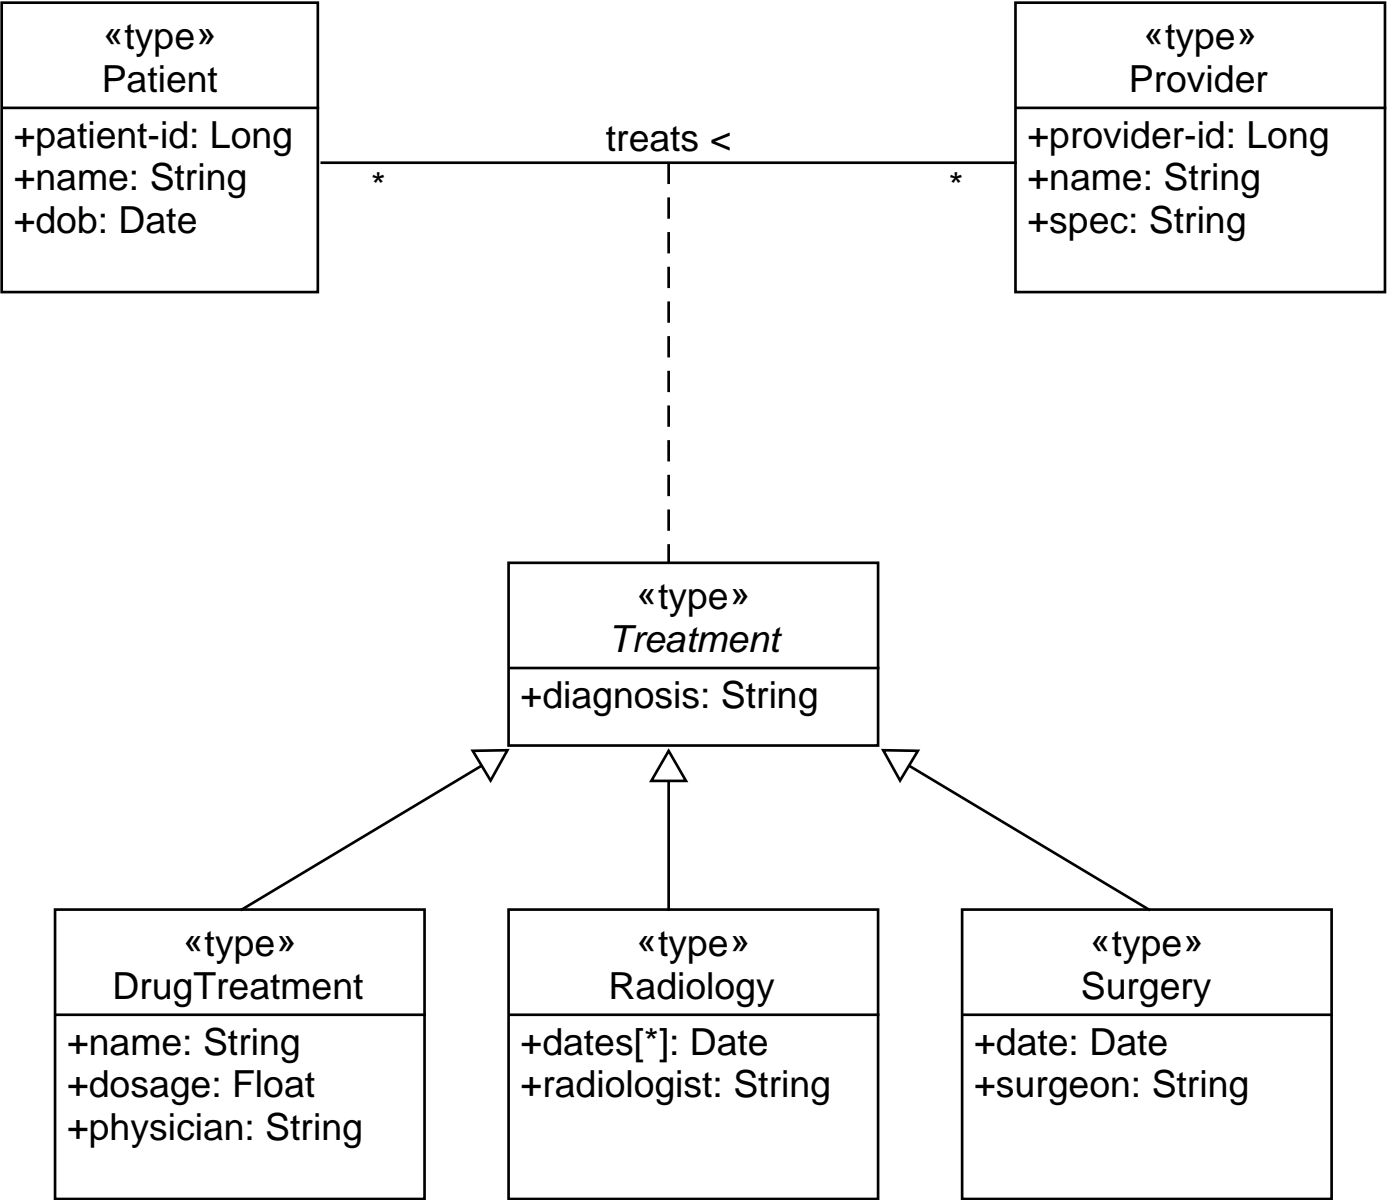 «type»
Patient
+patient-id: Long
+name: String
+dob: Date
treats <
*
*
«type»
Provider
+provider-id: Long
+name: String
+spec: String
«type»
Treatment
+diagnosis: String
«type»
DrugTreatment
+name: String
+dosage: Float
+physician: String
«type»
Radiology
+dates[*]: Date
+radiologist: String
«type»
Surgery
+date: Date
+surgeon: String